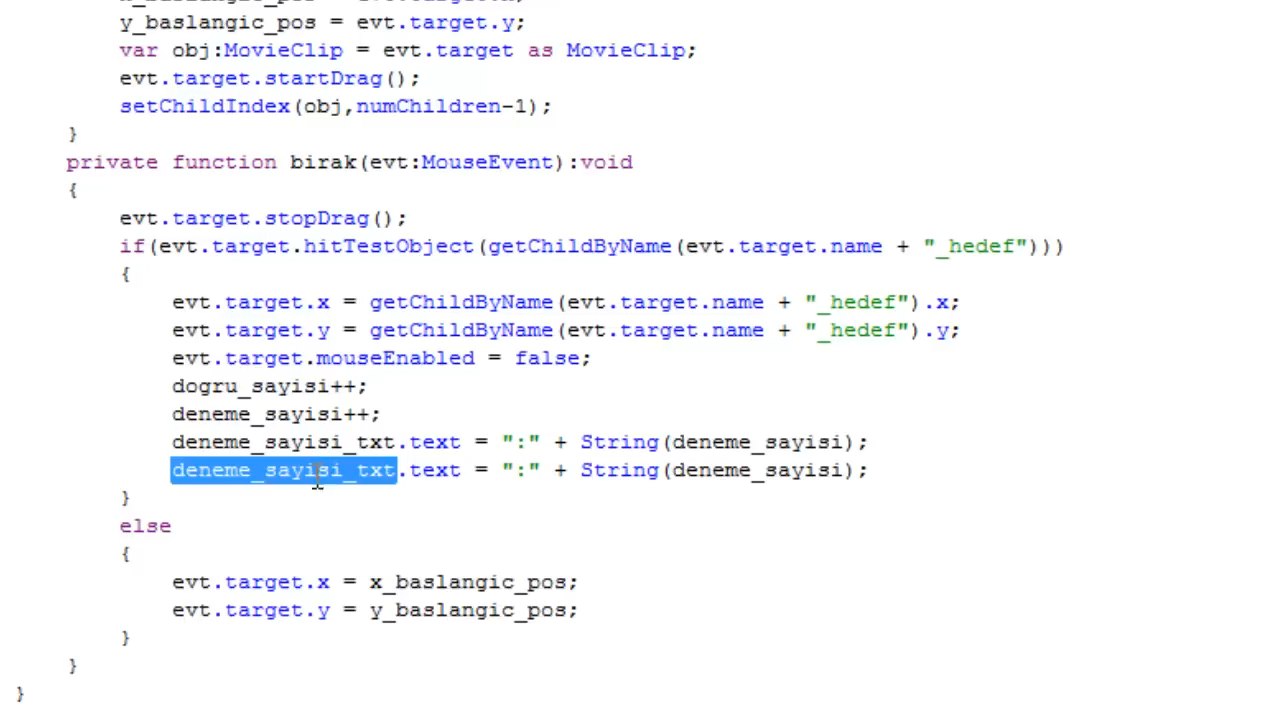 y_baslangic_pos = evt.target.y;
var obj:MovieClip = evt.target as MovieClip;
evt.target.startDrag();
setChildIndex(obj,numChildren-1);
}
private function birak(evt:MouseEvent):void
{
evt.target.stopDrag();
if(evt.target.hitTestObject(getChildByName(evt.target.name + "_hedef")))
{
evt.target.x = getChildByName(evt.target.name + "_hedef").x;
evt.target.y = getChildByName(evt.target.name + "_hedef").y;
evt.target.mouseEnabled = false;
dogru_sayisi++;
deneme_sayisi++;
deneme_sayisi_txt.text = ":" + String(deneme_sayisi);
deneme_sayisi_txt.text = ":" + String(deneme_sayisi);
}
else
{
evt.target.x = x_baslangic_pos;
evt.target.y = y_baslangic_pos;
}
}
}